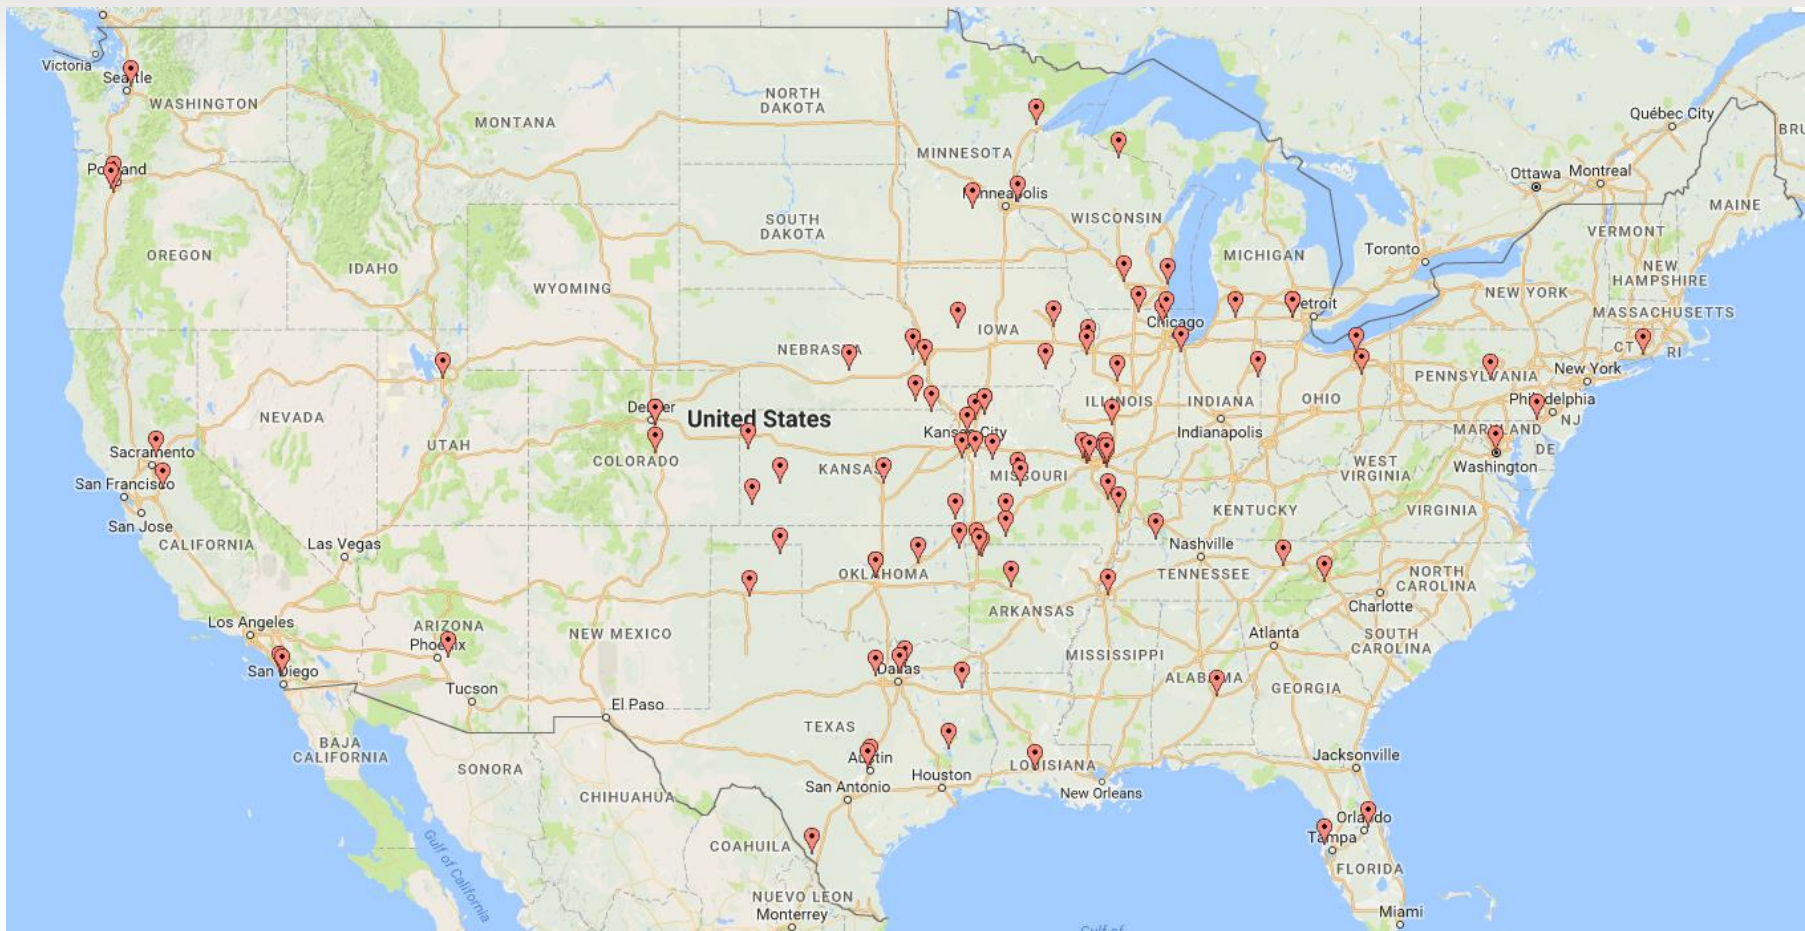 Victoria
Seattle
WASHINGTON
MONTANA
NORTH
DAKOTA
MINNESOTA
Québec City
Ottawa
Montreal
MAINE
Portland
Minneapolis
WISCONSIN
SOUTH
DAKOTA
OREGON
IDAHO
WYOMING
MICHIGAN
Toronto
VERMONT
NEW
HAMPSHIRE
NEW YORK
MASSACHUSETTS
CT
RI
Detroit
Chicago
IOWA
NEBRASKA
PENNSYLVANIA
New York
Philadelphia
NJ
OHIO
INDIANA
ILLINOIS
Indianapolis
MARYLAND
DE
Washington
Denver
United States
Kansas City
NEVADA
UTAH
COLORADO
KANSAS
MISSOURI
WEST
VIRGINIA
Sacramento
San Francisco
San Jose
CALIFORNIA
Las Vegas
KENTUCKY
VIRGINIA
Nashville
TENNESSEE
NORTH
CAROLINA
Charlotte
OKLAHOMA
ARKANSAS
Los Angeles
ARIZONA
Phoenix
NEW MEXICO
San Diego
Tucson
El Paso
Dallas
MISSISSIPPI
ALABAMA
Atlanta
GEORGIA
SOUTH
CAROLINA
TEXAS
BAJA
CALIFORNIA
SONORA
CHIHUAHUA
Austin
San Antonio
Houston
LOUISIANA
New Orleans
Jacksonville
Orlando
Tampa
FLORIDA
Miami
COAHUILA
NUEVO LEON
Monterrey
Gulf of California
Gulf of